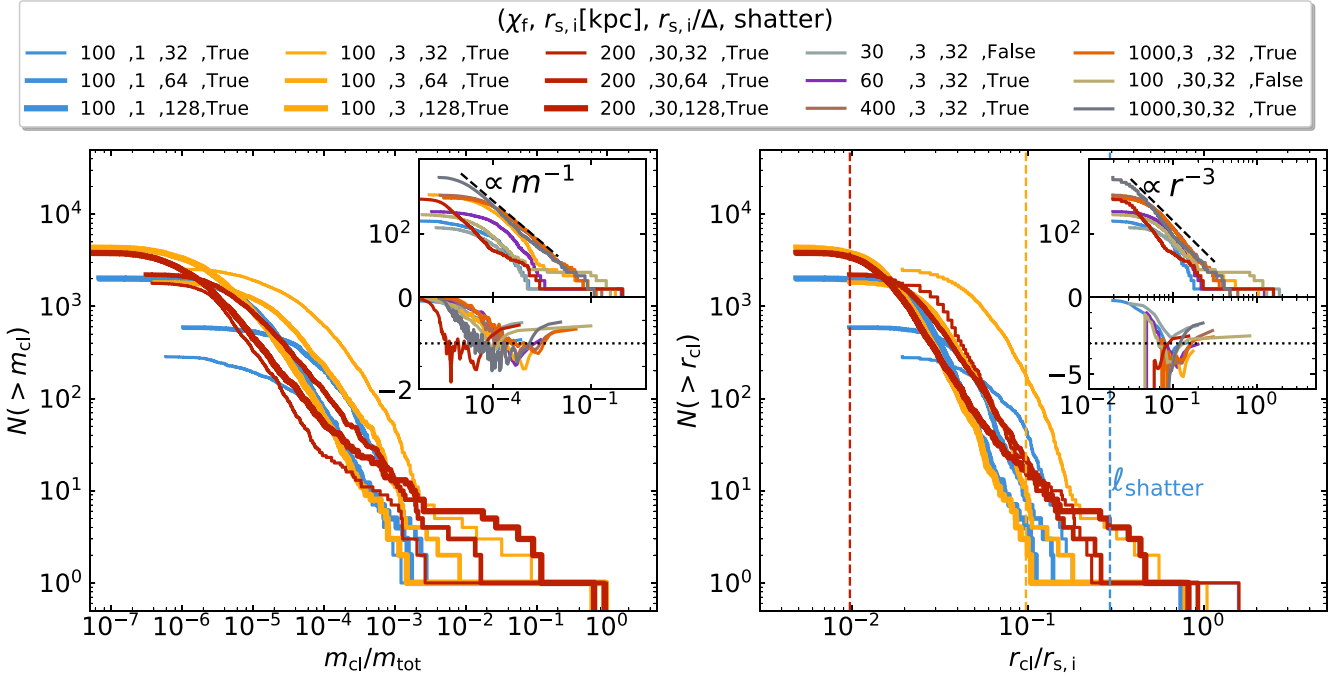 (χf, rs,i[kpc], rs,i/Δ, shatter)
100 ,1 ,32 ,True
100 ,1 ,64 ,True
100 ,1 ,128,True
100 ,3 ,32 ,True
100 ,3 ,64 ,True
100 ,3 ,128,True
200 ,30,32 ,True
200 ,30,64 ,True
200 ,30,128,True
30 ,3 ,32 ,False
60 ,3 ,32 ,True
400 ,3 ,32 ,True
1000,3 ,32 ,True
100 ,30,32 ,False
1000,30,32 ,True
N(> mcl)
10^4
10^3
10^2
10^1
10^0
10^−7
10^−6
10^−5
10^−4
10^−3
10^−2
10^−1
10^0
mcl/mtot
∝ m^−1
10^2
0
−2
10^−4
10^−1
N(> rcl)
10^4
10^3
10^2
10^1
10^0
10^−2
10^−1
10^0
rcl/rs,i
ℓshatter
∝ r^−3
10^2
0
−5
10^−2
10^−1
10^0